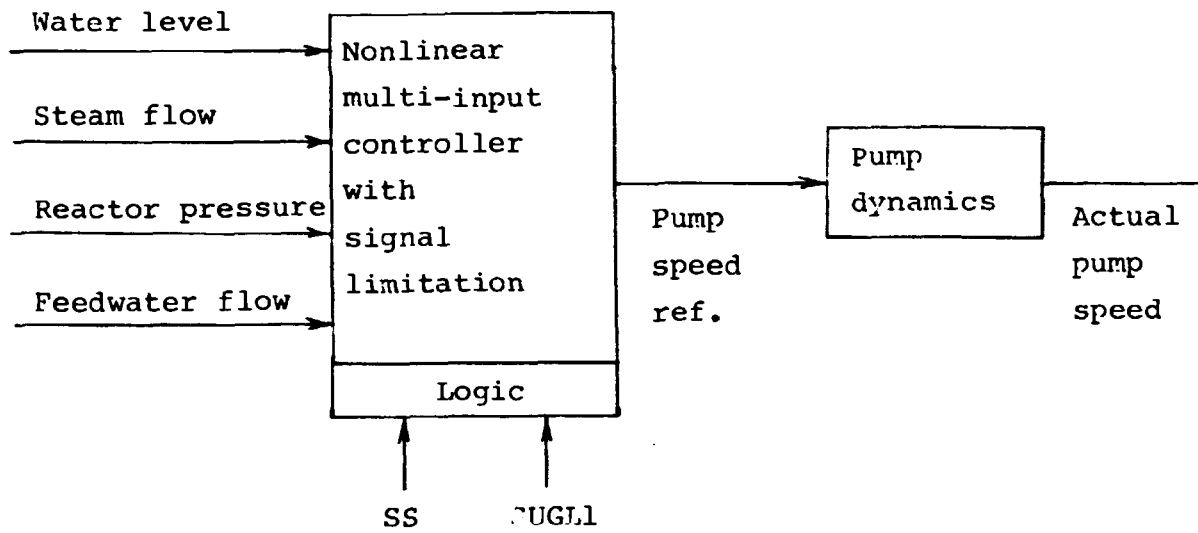 Water level
Steam flow
Reactor pressure
Feedwater flow
Nonlinear
multi-input
controller
with
signal
limitation
Logic
SS
Pump
speed
ref.
Pump
dynamics
Actual
pump
speed